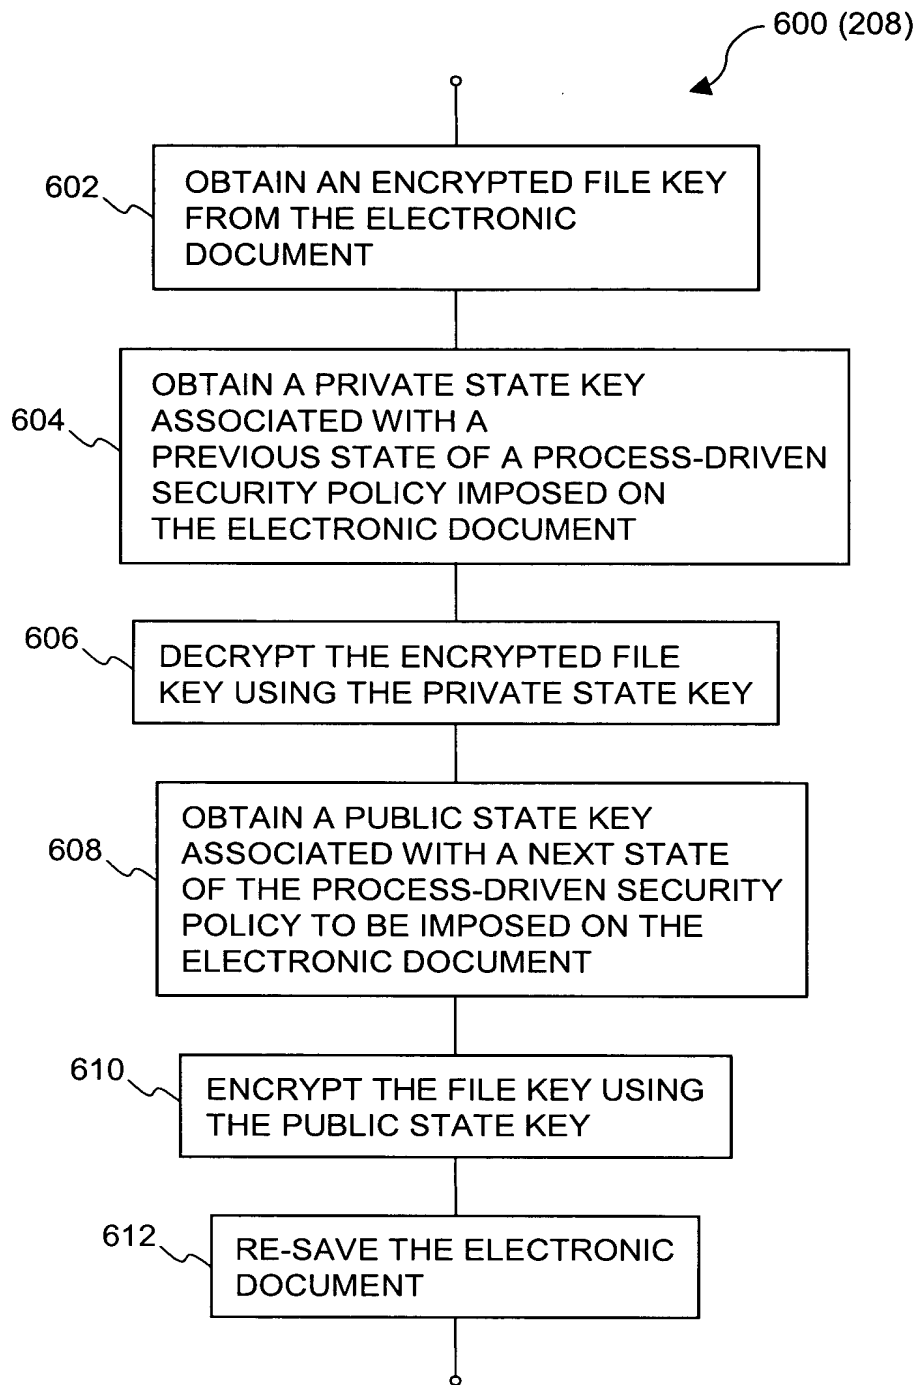 600 (208)
602
OBTAIN AN ENCRYPTED FILE KEY
FROM THE ELECTRONIC
DOCUMENT
604
OBTAIN A PRIVATE STATE KEY
ASSOCIATED WITH A
PREVIOUS STATE OF A PROCESS-DRIVEN
SECURITY POLICY IMPOSED ON
THE ELECTRONIC DOCUMENT
606
DECRYPT THE ENCRYPTED FILE
KEY USING THE PRIVATE STATE KEY
608
OBTAIN A PUBLIC STATE KEY
ASSOCIATED WITH A NEXT STATE
OF THE PROCESS-DRIVEN SECURITY
POLICY TO BE IMPOSED ON THE
ELECTRONIC DOCUMENT
610
ENCRYPT THE FILE KEY USING
THE PUBLIC STATE KEY
612
RE-SAVE THE ELECTRONIC
DOCUMENT